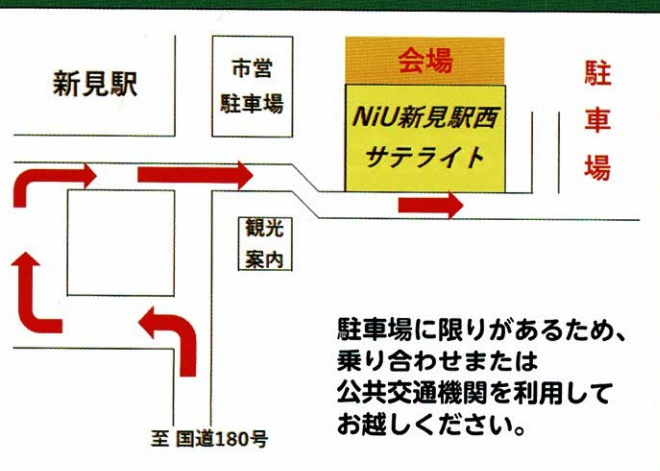 新見駅
市営
駐車場
会場
NiU新見駅西
サテライト
駐
車
場
観光
案内
駐車場に限りがあるため、
乗り合わせまたは
公共交通機関を利用して
お越しください。
至 国道180号